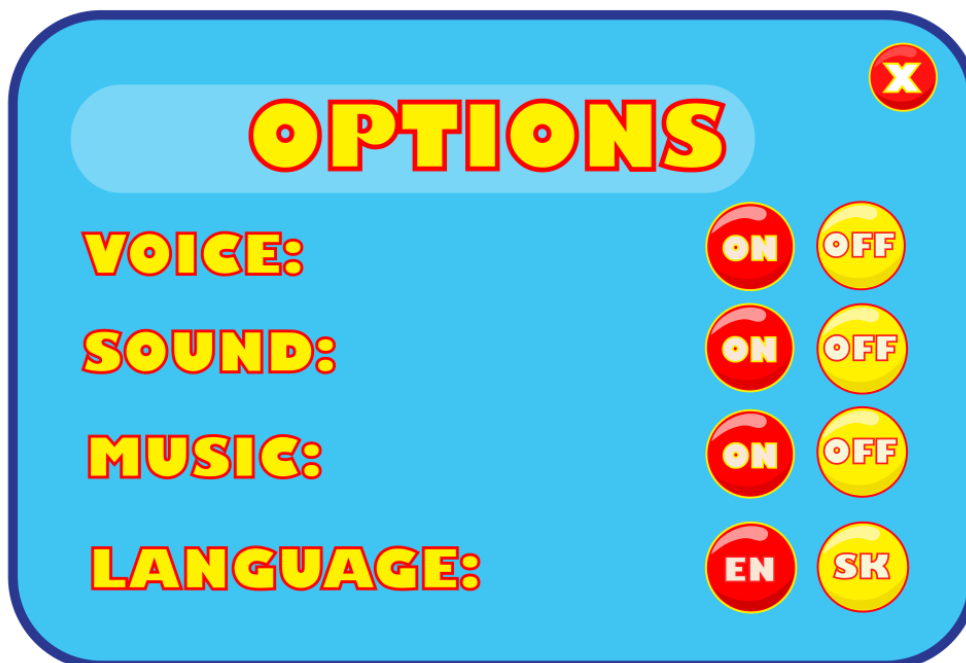 X
OPTIONS
VOICE: ON OFF
SOUND: ON OFF
MUSIC: ON OFF
LANGUAGE: EN SK